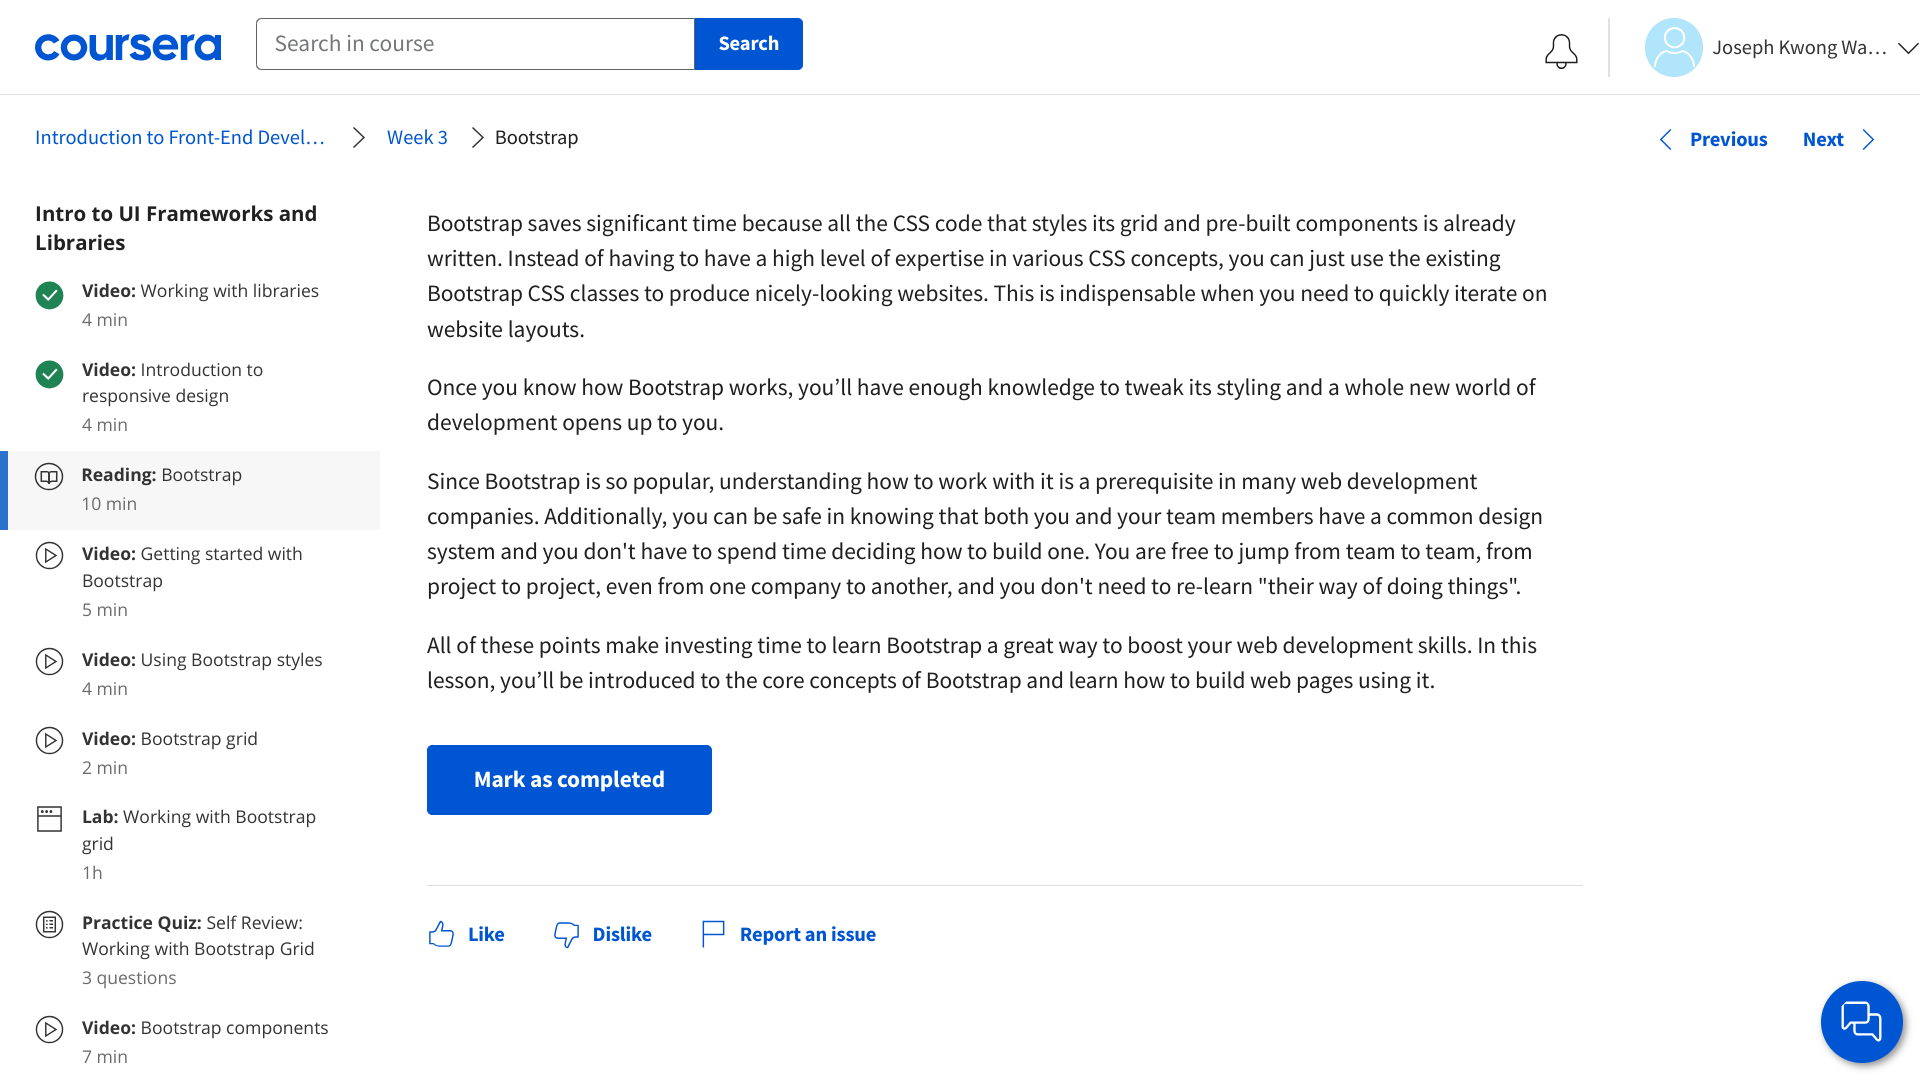 coursera
Search in course
Search
Joseph Kwong Wa...
Introduction to Front-End Devel...
Week 3
Bootstrap
Previous
Next
Intro to UI Frameworks and
Libraries
Video: Working with libraries
4 min
Video: Introduction to
responsive design
4 min
Reading: Bootstrap
10 min
Video: Getting started with
Bootstrap
5 min
Video: Using Bootstrap styles
4 min
Video: Bootstrap grid
2 min
Lab: Working with Bootstrap
grid
1h
Practice Quiz: Self Review:
Working with Bootstrap Grid
3 questions
Video: Bootstrap components
7 min
Bootstrap saves significant time because all the CSS code that styles its grid and pre-built components is already
written. Instead of having to have a high level of expertise in various CSS concepts, you can just use the existing
Bootstrap CSS classes to produce nicely-looking websites. This is indispensable when you need to quickly iterate on
website layouts.
Once you know how Bootstrap works, you’ll have enough knowledge to tweak its styling and a whole new world of
development opens up to you.
Since Bootstrap is so popular, understanding how to work with it is a prerequisite in many web development
companies. Additionally, you can be safe in knowing that both you and your team members have a common design
system and you don't have to spend time deciding how to build one. You are free to jump from team to team, from
project to project, even from one company to another, and you don't need to re-learn "their way of doing things".
All of these points make investing time to learn Bootstrap a great way to boost your web development skills. In this
lesson, you’ll be introduced to the core concepts of Bootstrap and learn how to build web pages using it.
Mark as completed
Like
Dislike
Report an issue